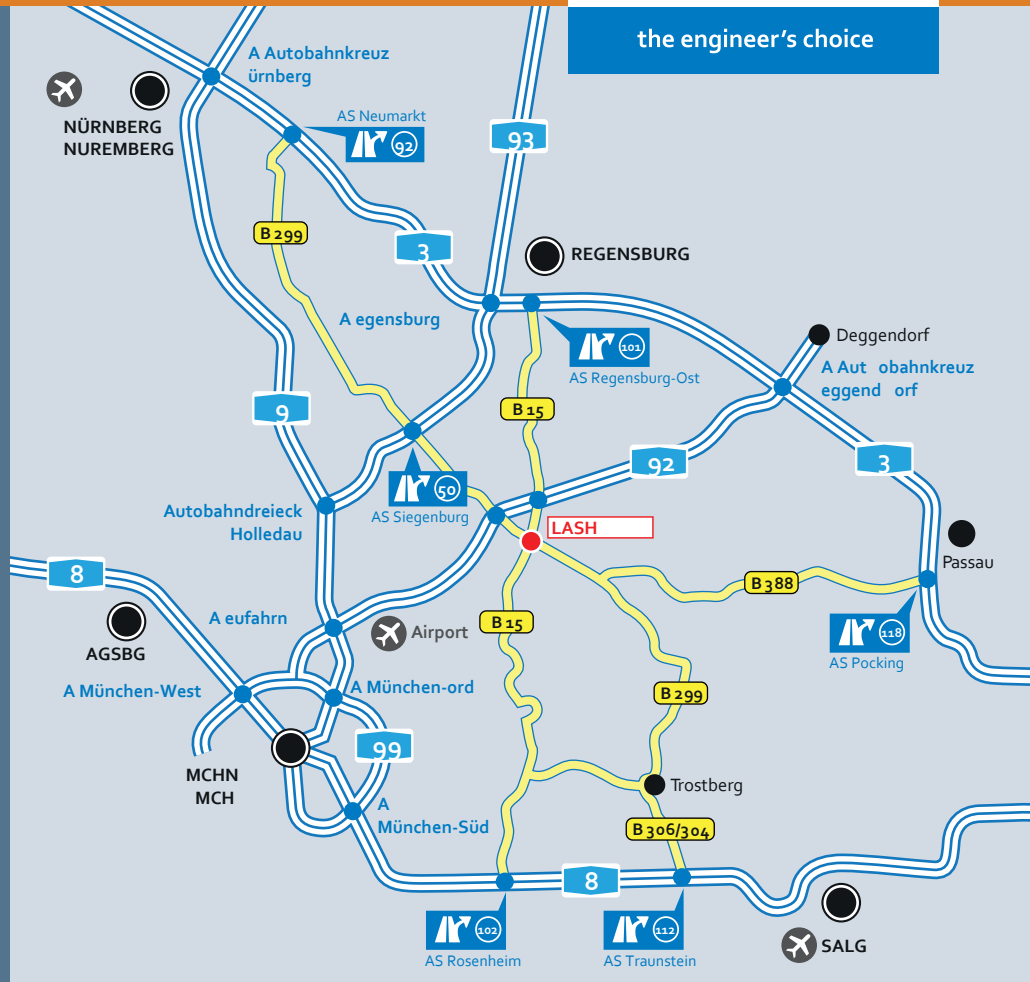 the engineer's choice
A Autobahnkreuz
ürnberg
NÜRNBERG
NUREMBERG
AS Neumarkt
92
93
B 299
3
REGENSBURG
A egensburg
101
AS Regensburg-Ost
Deggendorf
A Aut obahnkreuz
eggend orf
9
B 15
92
3
50
AS Siegenburg
Autobahndreieck
Holledau
LASH
8
Passau
B 388
A eufahrn
Airport
B 15
118
AS Pocking
AGSBG
A München-West
A München-ord
B 299
99
MCHN
MCH
Trostberg
A
München-Süd
B 306/304
8
102
AS Rosenheim
112
AS Traunstein
SALG